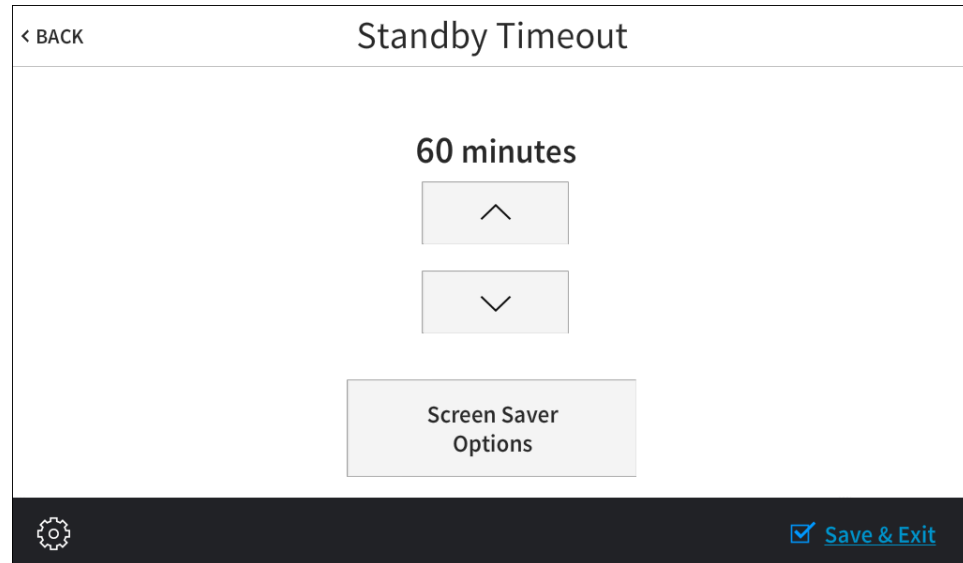 < BACK
Standby Timeout
60 minutes
Screen Saver
Options
Save & Exit